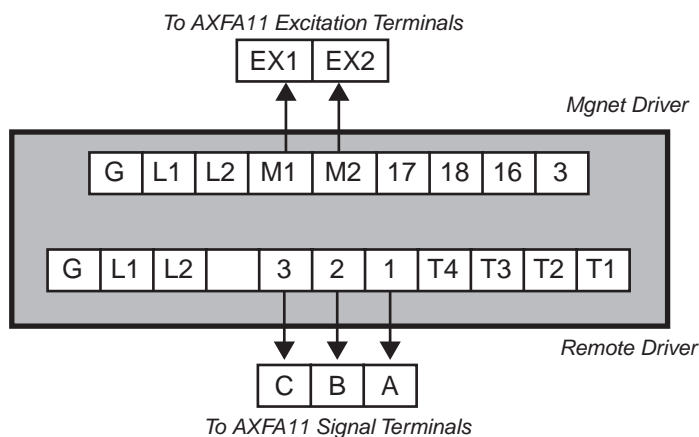 To AXFA11 Excitation Terminals
EX1 EX2
Mgnet Driver
G L1 L2 M1 M2 17 18 16 3
G L1 L2 3 2 1 T4 T3 T2 T1
Remote Driver
C B A
To AXFA11 Signal Terminals